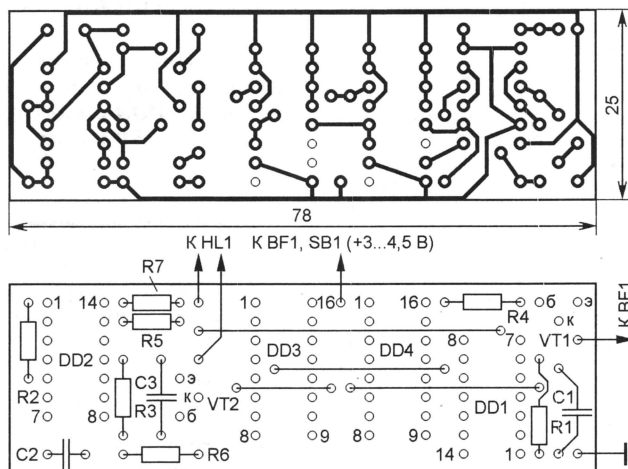 25
78
К HL1 К BF1, SB1 (+3...4,5 В)
R7
1 14 1 16 1 16 б э
R4
R5 8 7 к
VT1
К BF1
DD2 DD3 DD4
R2 C3 э
R3 к VT2 DD1 C1
7 8 б R1
8 9 8 9
C2 R6 14 1